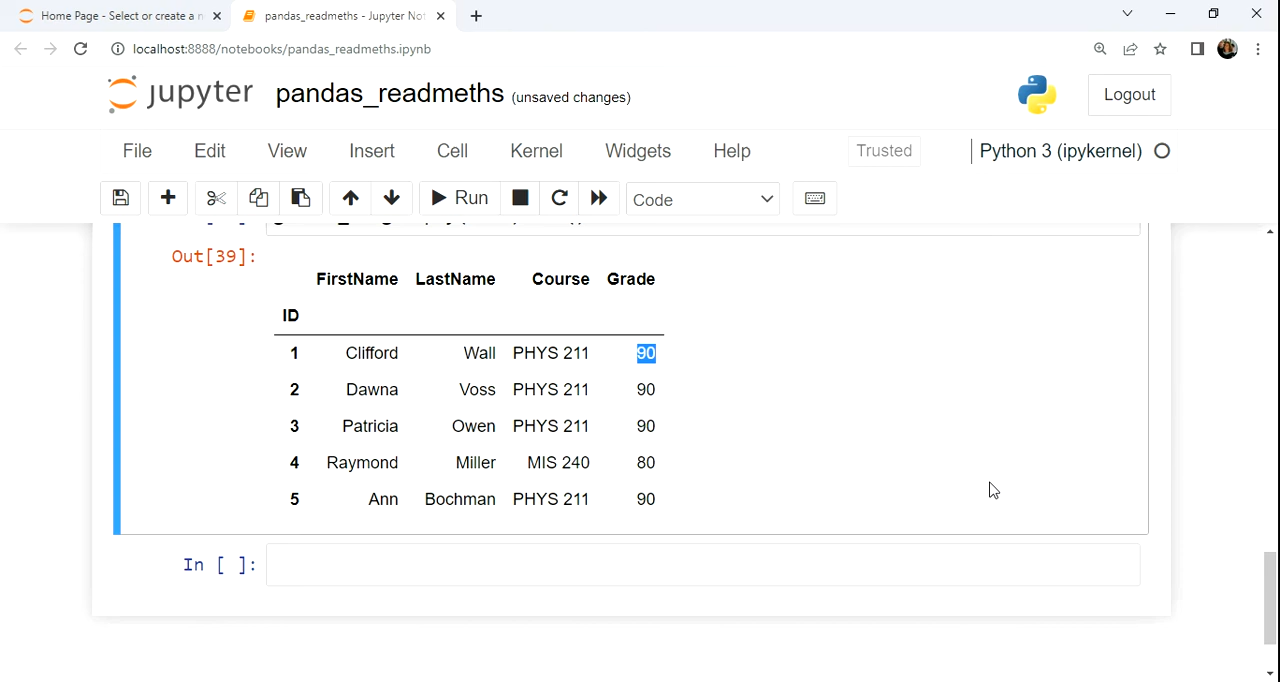 Home Page - Select or create a n
pandas_readmeths - Jupyter Not
localhost:8888/notebooks/pandas_readmeths.ipynb
jupyter pandas_readmeths (unsaved changes)
Logout
File Edit View Insert Cell Kernel Widgets Help Trusted Python 3 (ipykernel)
Run Code
Out[39]:
FirstName LastName Course Grade
ID
1 Clifford Wall PHYS 211 90
2 Dawna Voss PHYS 211 90
3 Patricia Owen PHYS 211 90
4 Raymond Miller MIS 240 80
5 Ann Bochman PHYS 211 90
In [ ]: